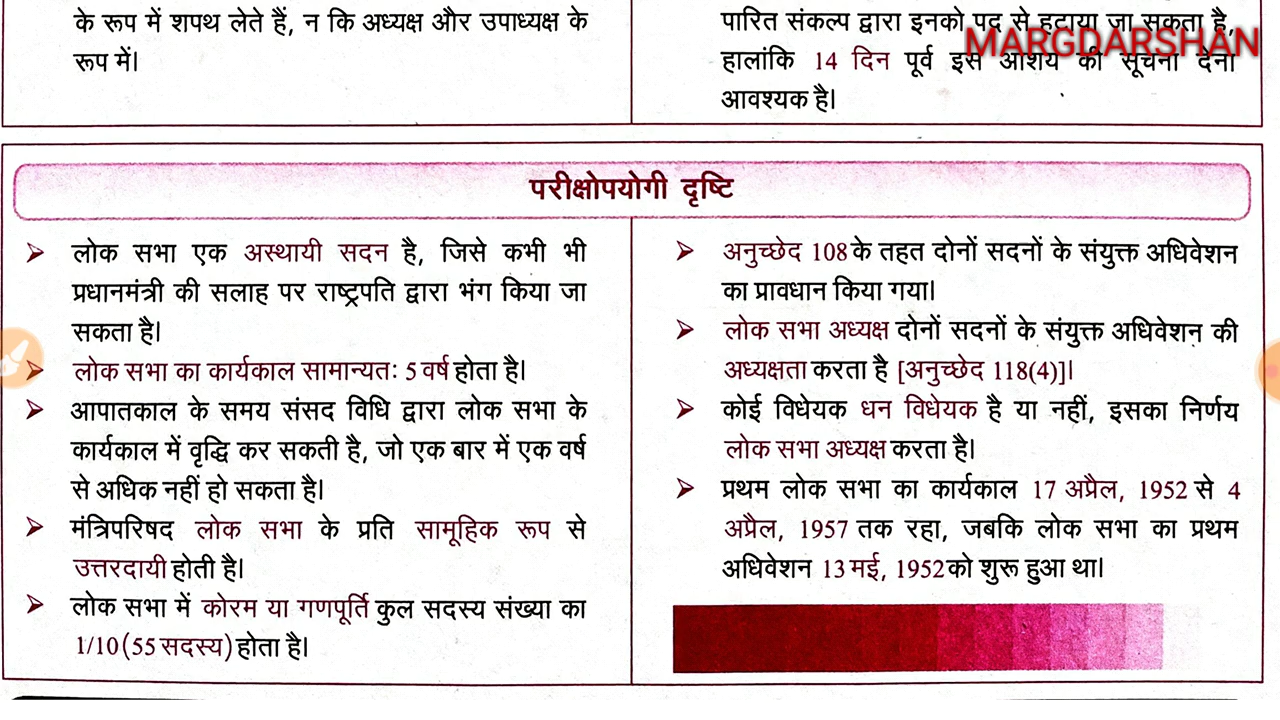 के रूप में शपथ लेते हैं, न कि अध्यक्ष और उपाध्यक्ष के
रूप में।
पारित संकल्प द्वारा इनको पद से हटाया जा सकता है,
हालांकि 14 दिन पूर्व इस आशय की सूचना देना
आवश्यक है।
MARGDARSHAN
परीक्षोपयोगी दृष्टि
➤ लोक सभा एक अस्थायी सदन है, जिसे कभी भी
प्रधानमंत्री की सलाह पर राष्ट्रपति द्वारा भंग किया जा
सकता है।
➤ लोक सभा का कार्यकाल सामान्यतः 5 वर्ष होता है।
➤ आपातकाल के समय संसद विधि द्वारा लोक सभा के
कार्यकाल में वृद्धि कर सकती है, जो एक बार में एक वर्ष
से अधिक नहीं हो सकता है।
➤ मंत्रिपरिषद लोक सभा के प्रति सामूहिक रूप से
उत्तरदायी होती है।
➤ लोक सभा में कोरम या गणपूर्ति कुल सदस्य संख्या का
1/10 (55 सदस्य) होता है।
➤ अनुच्छेद 108 के तहत दोनों सदनों के संयुक्त अधिवेशन
का प्रावधान किया गया।
➤ लोक सभा अध्यक्ष दोनों सदनों के संयुक्त अधिवेशन की
अध्यक्षता करता है [अनुच्छेद 118(4)]।
➤ कोई विधेयक धन विधेयक है या नहीं, इसका निर्णय
लोक सभा अध्यक्ष करता है।
➤ प्रथम लोक सभा का कार्यकाल 17 अप्रैल, 1952 से 4
अप्रैल, 1957 तक रहा, जबकि लोक सभा का प्रथम
अधिवेशन 13 मई, 1952 को शुरू हुआ था।